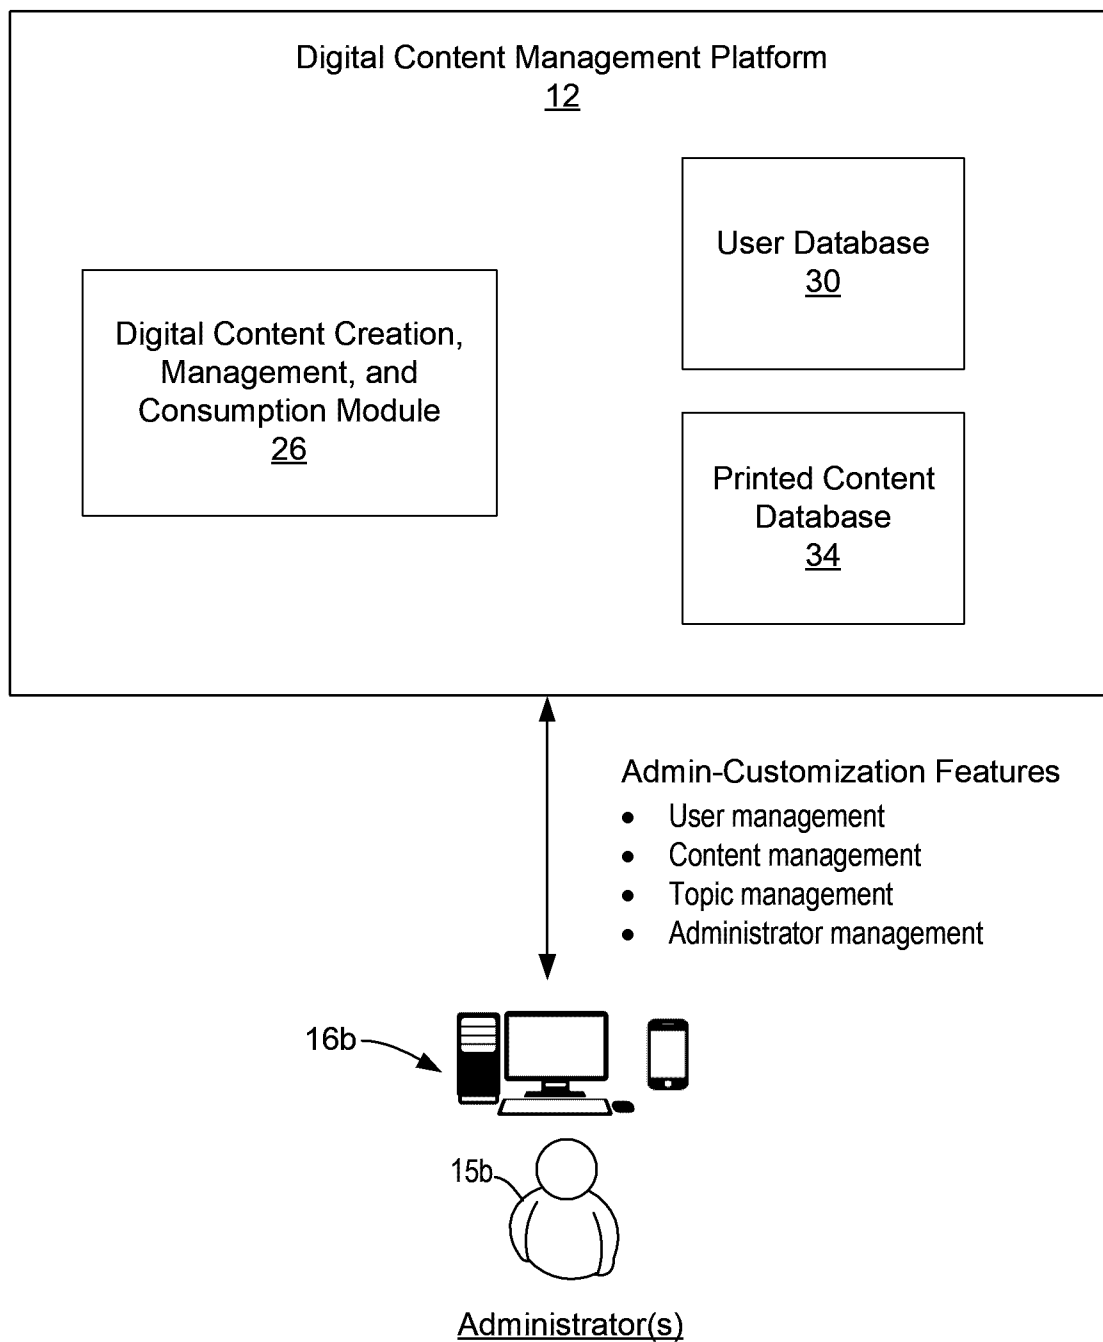 Digital Content Management Platform
12
User Database
30
Digital Content Creation,
Management, and
Consumption Module
26
Printed Content
Database
34
Admin-Customization Features
• User management
• Content management
• Topic management
• Administrator management
16b
15b
Administrator(s)